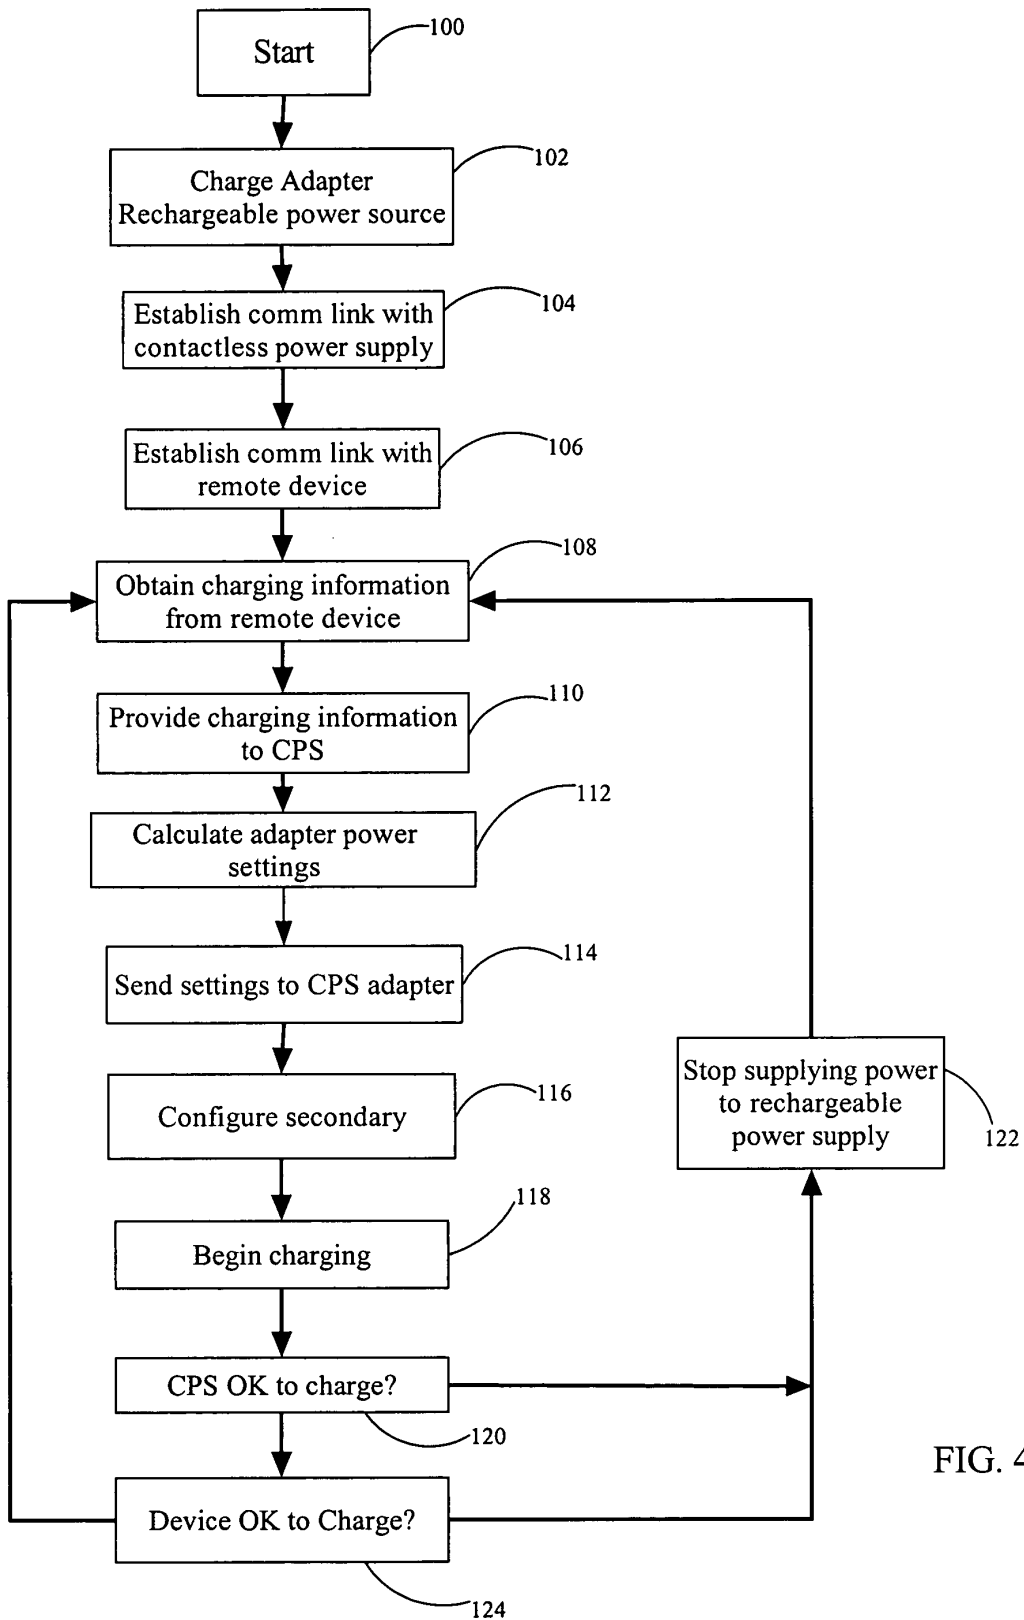 Start
100
Charge Adapter
Rechargeable power source
102
Establish comm link with
contactless power supply
104
Establish comm link with
remote device
106
Obtain charging information
from remote device
108
Provide charging information
to CPS
110
Calculate adapter power
settings
112
Send settings to CPS adapter
114
Configure secondary
116
Stop supplying power
to rechargeable
power supply
122
Begin charging
118
CPS OK to charge?
120
Device OK to Charge?
124
FIG. 4